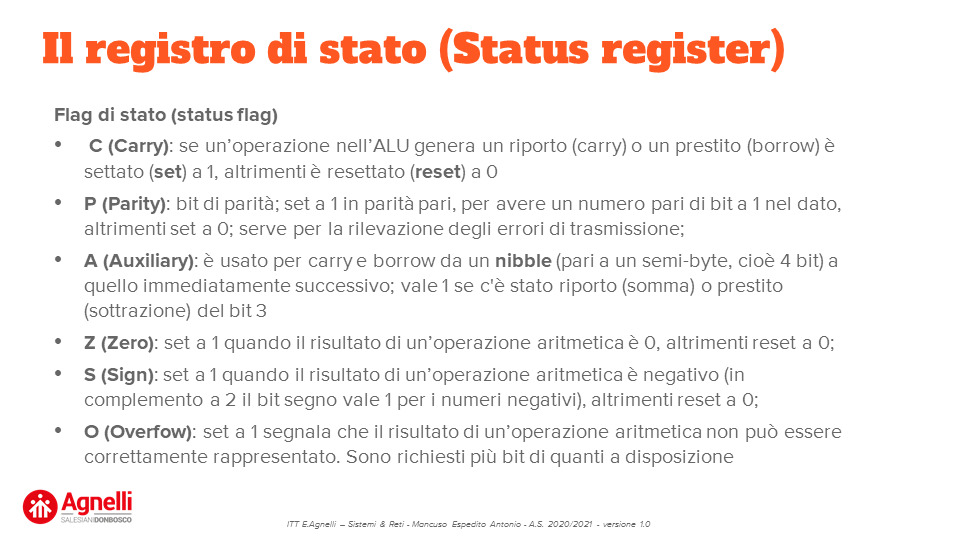 Il registro di stato (Status register)
Flag di stato (status flag)
• C (Carry): se un'operazione nell'ALU genera un riporto (carry) o un prestito (borrow) è
settato (set) a 1, altrimenti è resettato (reset) a 0
• P (Parity): bit di parità; set a 1 in parità pari, per avere un numero pari di bit a 1 nel dato,
altrimenti set a 0; serve per la rilevazione degli errori di trasmissione;
• A (Auxiliary): è usato per carry e borrow da un nibble (pari a un semi-byte, cioè 4 bit) a
quello immediatamente successivo; vale 1 se c'è stato riporto (somma) o prestito
(sottrazione) del bit 3
• Z (Zero): set a 1 quando il risultato di un'operazione aritmetica è 0, altrimenti reset a 0;
• S (Sign): set a 1 quando il risultato di un'operazione aritmetica è negativo (in
complemento a 2 il bit segno vale 1 per i numeri negativi), altrimenti reset a 0;
• O (Overfow): set a 1 segnala che il risultato di un'operazione aritmetica non può essere
correttamente rappresentato. Sono richiesti più bit di quanti a disposizione
Agnelli
SALESIANI DONBOSCO
ITT E.Agnelli – Sistemi & Reti - Mancuso Espedito Antonio - A.S. 2020/2021 - versione 1.0